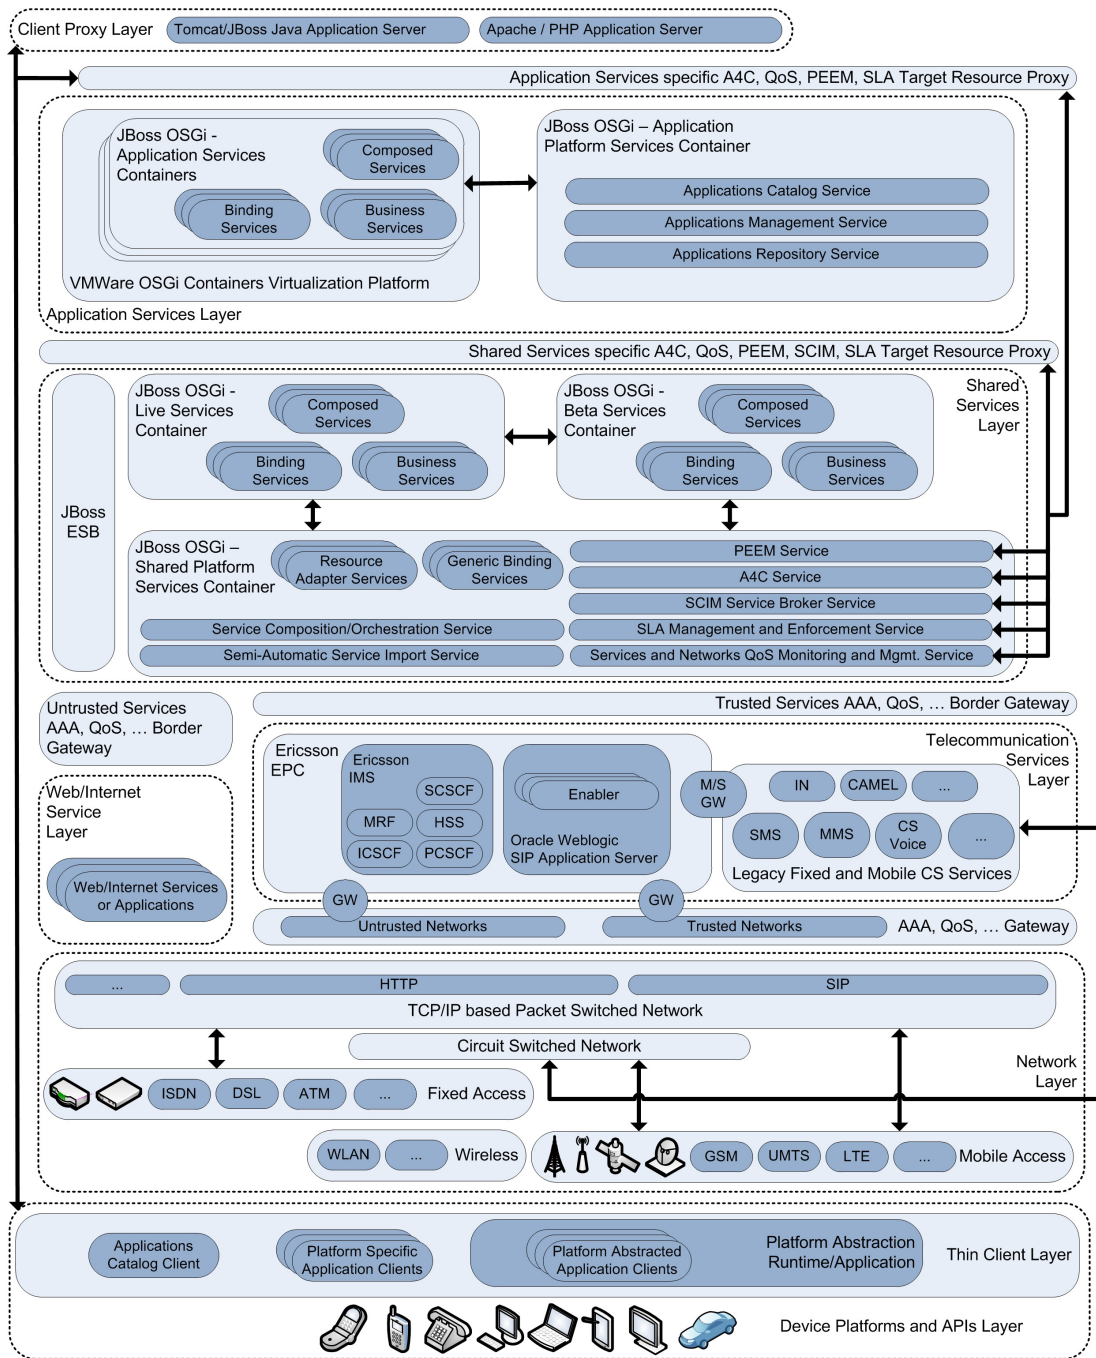 Client Proxy Layer
Tomcat/JBoss Java Application Server
Apache / PHP Application Server
Application Services specific A4C, QoS, PEEM, SLA Target Resource Proxy
JBoss OSGi -
Application Services
Containers
Composed
Services
Binding
Services
Business
Services
VMWare OSGi Containers Virtualization Platform
JBoss OSGi – Application
Platform Services Container
Applications Catalog Service
Applications Management Service
Applications Repository Service
Application Services Layer
Shared Services specific A4C, QoS, PEEM, SCIM, SLA Target Resource Proxy
JBoss
ESB
JBoss OSGi -
Live Services
Container
Composed
Services
Binding
Services
Business
Services
JBoss OSGi -
Beta Services
Container
Composed
Services
Binding
Services
Business
Services
Shared
Services
Layer
JBoss OSGi –
Shared Platform
Services Container
Resource
Adapter Services
Generic Binding
Services
PEEM Service
A4C Service
SCIM Service Broker Service
Service Composition/Orchestration Service
SLA Management and Enforcement Service
Semi-Automatic Service Import Service
Services and Networks QoS Monitoring and Mgmt. Service
Untrusted Services
AAA, QoS, … Border
Gateway
Trusted Services AAA, QoS, … Border Gateway
Web/Internet
Service
Layer
Web/Internet Services
or Applications
Ericsson
EPC
Ericsson
IMS
SCSCF
MRF
HSS
ICSCF
PCSCF
Enabler
Oracle Weblogic
SIP Application Server
M/S
GW
Telecommunication
Services
Layer
IN
CAMEL
...
SMS
MMS
CS
Voice
...
Legacy Fixed and Mobile CS Services
GW
GW
Untrusted Networks
Trusted Networks
AAA, QoS, … Gateway
...
HTTP
SIP
TCP/IP based Packet Switched Network
Circuit Switched Network
Network
Layer
ISDN
DSL
ATM
...
Fixed Access
WLAN
...
Wireless
GSM
UMTS
LTE
...
Mobile Access
Applications
Catalog Client
Platform Specific
Application Clients
Platform Abstracted
Application Clients
Platform Abstraction
Runtime/Application
Thin Client Layer
Device Platforms and APIs Layer